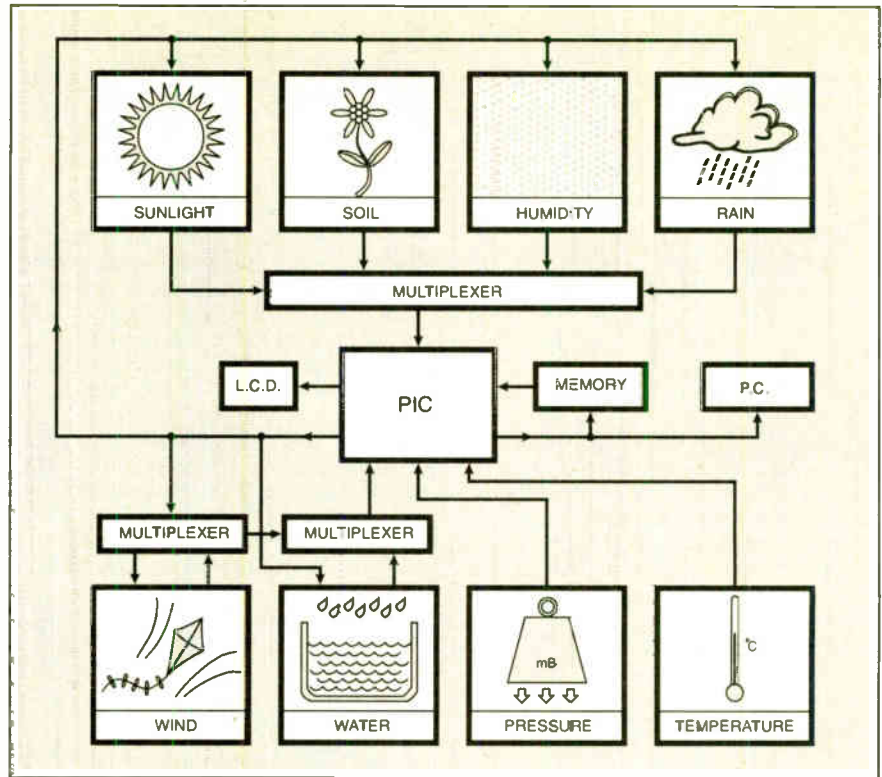 SUNLIGHT SOIL HUMIDITY RAIN
MULTIPLEXER
L.C.D. PIC MEMORY P.C.
MULTIPLEXER MULTIPLEXER
mB °C
WIND WATER PRESSURE TEMPERATURE